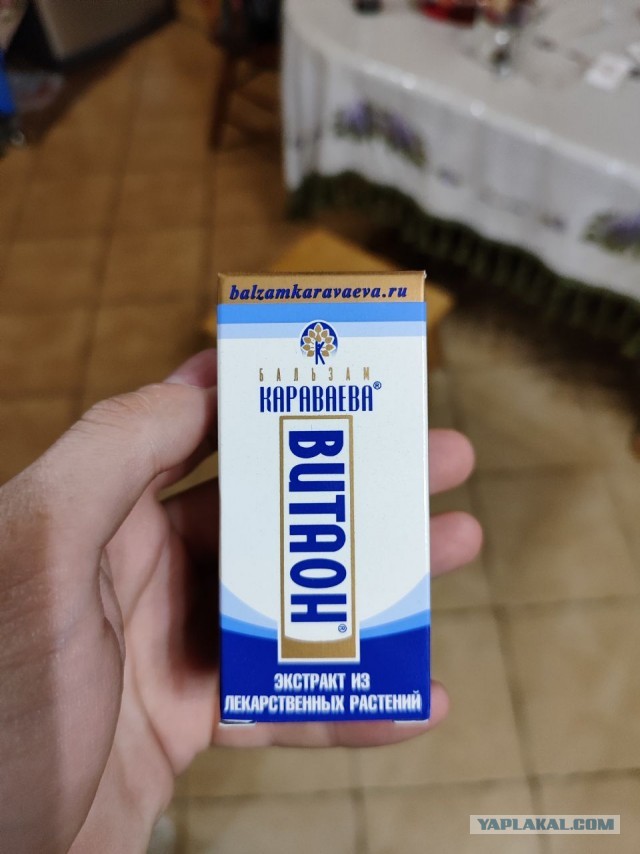 balzamkaravaeva.ru
БАЛЬЗАМ
КАРАВАЕВА®
ВИТАОН®
ЭКСТРАКТ ИЗ
ЛЕКАРСТВЕННЫХ РАСТЕНИЙ
YAPLAKAL.COM